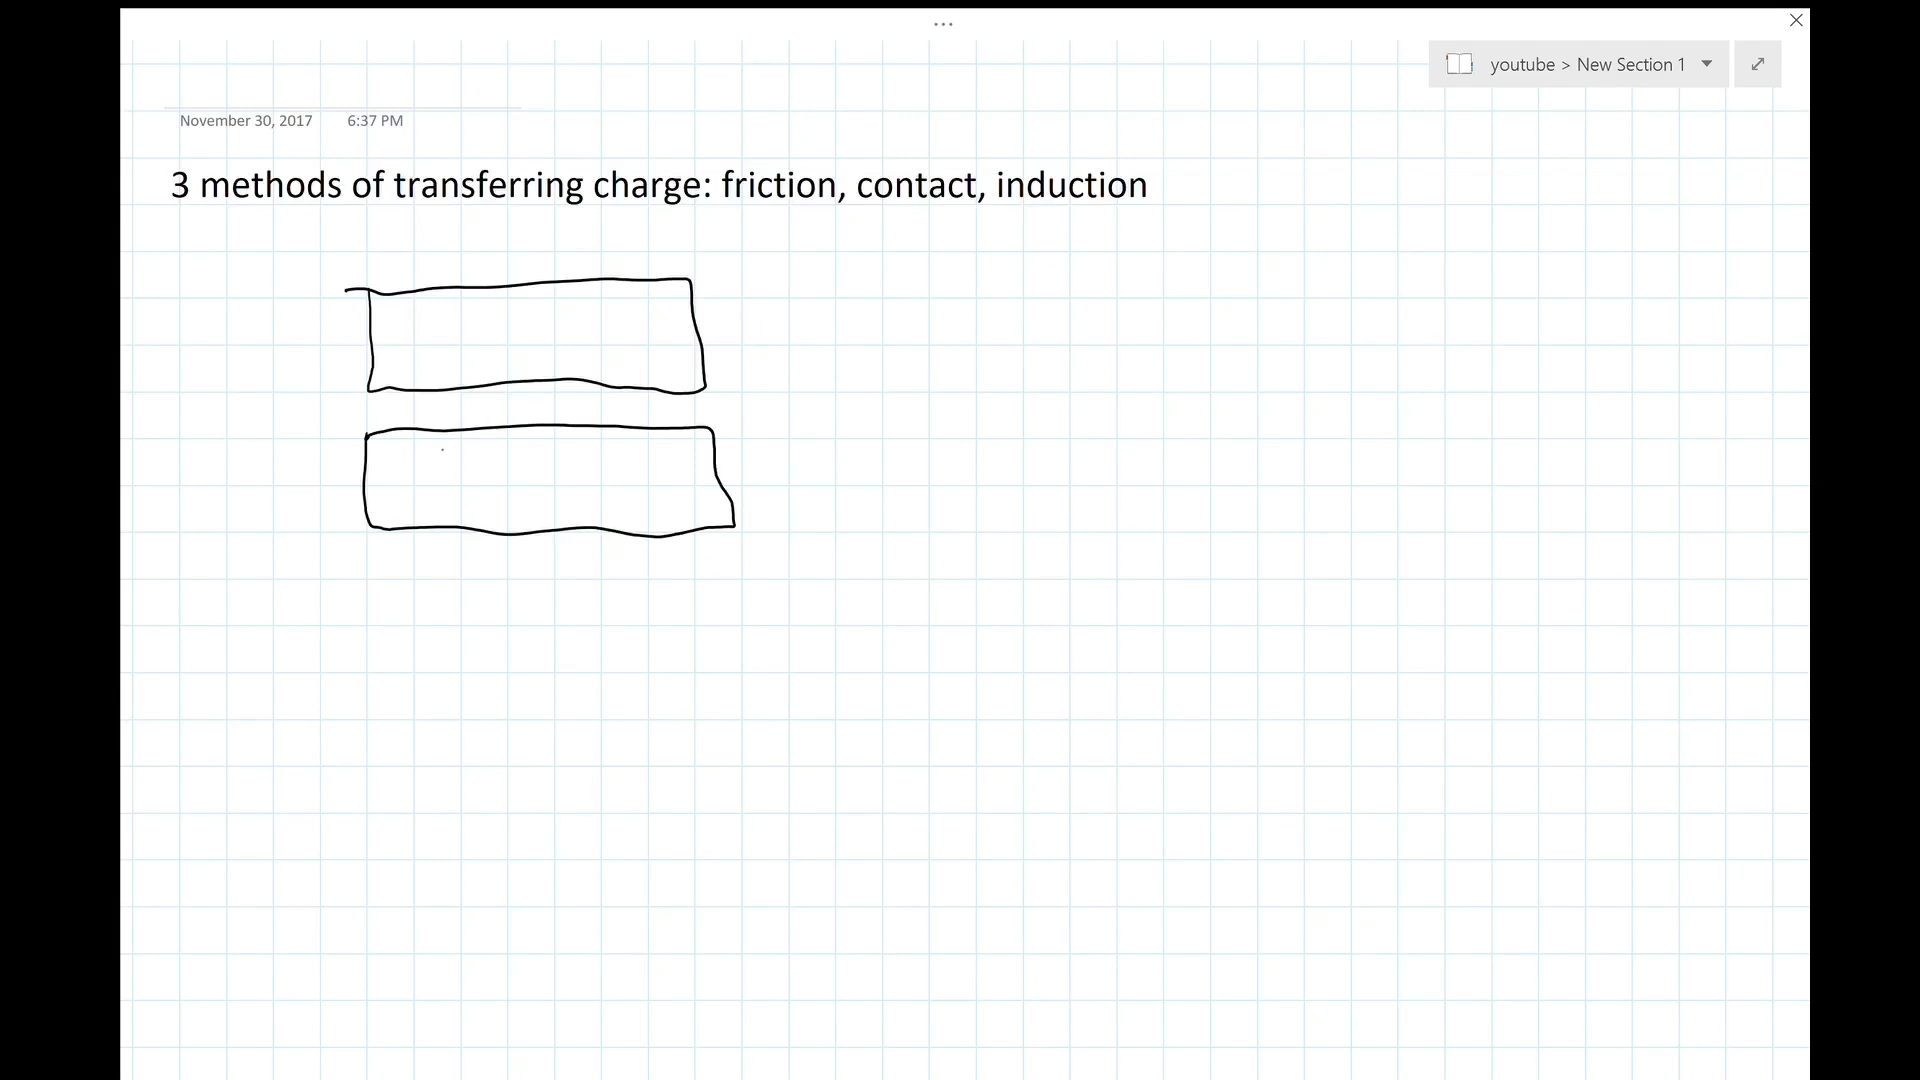 youtube > New Section 1
November 30, 2017 6:37 PM
3 methods of transferring charge: friction, contact, induction